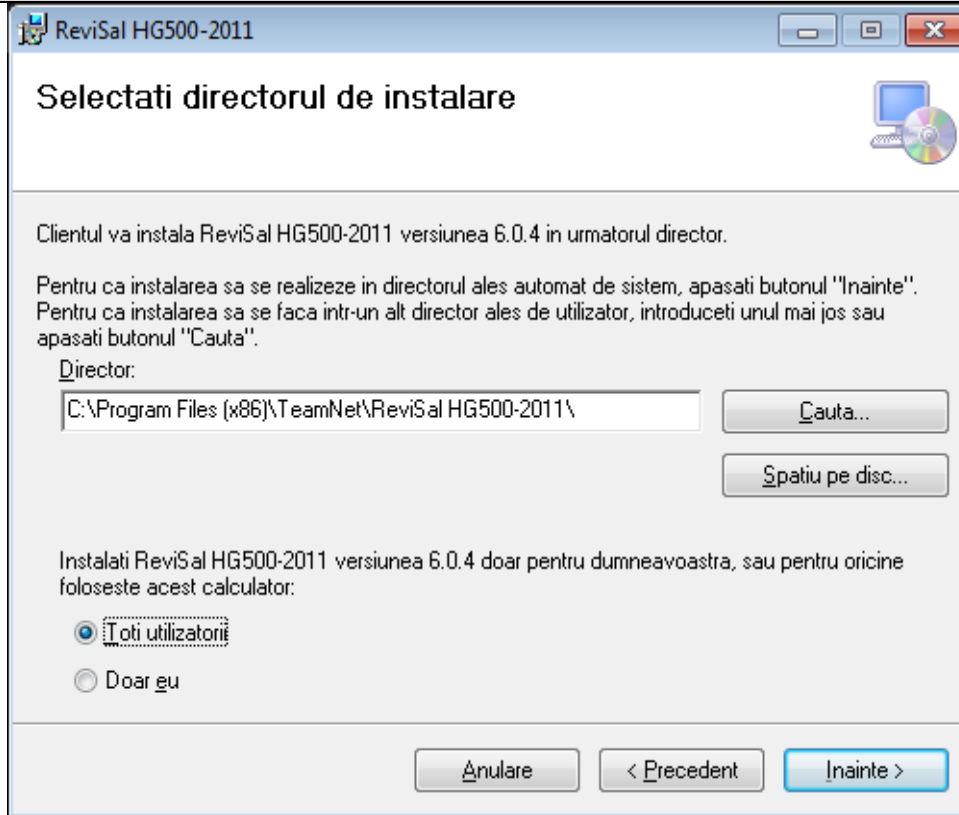 ReviSal HG500-2011
Selectati directorul de instalare
Clientul va instala ReviSal HG500-2011 versiunea 6.0.4 in urmatorul director.
Pentru ca instalarea sa se realizeze in directorul ales automat de sistem, apasati butonul "Inainte".
Pentru ca instalarea sa se faca intr-un alt director ales de utilizator, introduceti unul mai jos sau
apasati butonul "Cauta".
Director:
C:\Program Files (x86)\TeamNet\ReviSal HG500-2011\
Cauta...
Spatiu pe disc...
Instalati ReviSal HG500-2011 versiunea 6.0.4 doar pentru dumneavoastra, sau pentru oricine
foloseste acest calculator:
Toti utilizatorii
Doar eu
Anulare
< Precedent
Inainte >